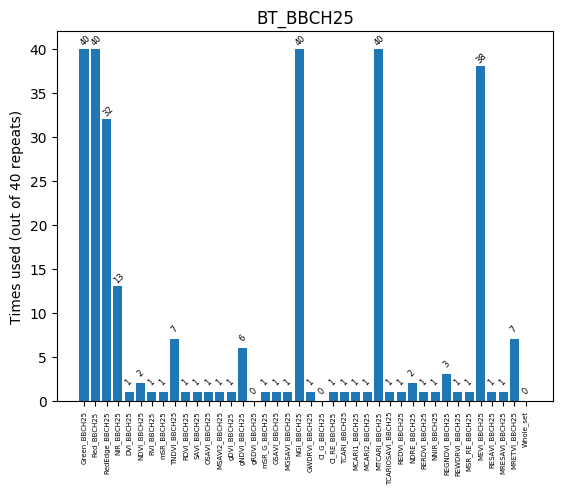 BT_BBCH25
Times used (out of 40 repeats)
40
35
30
25
20
15
10
5
0
40
40
32
13
1
2
1
1
7
1
1
1
1
1
6
0
1
1
1
40
1
0
1
1
1
1
40
1
1
2
1
1
3
1
1
38
1
1
7
0
Green_BBCH25
Red_BBCH25
RedEdge_BBCH25
NIR_BBCH25
DVI_BBCH25
NDVI_BBCH25
RVI_BBCH25
mSR_BBCH25
TNDVI_BBCH25
RDVI_BBCH25
SAVI_BBCH25
OSAVI_BBCH25
MSAVI2_BBCH25
gDVI_BBCH25
gNDVI_BBCH25
gRDVI_BBCH25
mSR_G_BBCH25
GSAVI_BBCH25
MGSAVI_BBCH25
NGI_BBCH25
GWDRVI_BBCH25
CI_G_BBCH25
CI_RE_BBCH25
TCARI_BBCH25
MCARI1_BBCH25
MCARI2_BBCH25
MTCARI_BBCH25
TCARIOSAVI_BBCH25
REDVI_BBCH25
NDRE_BBCH25
RERDVI_BBCH25
NNIR_BBCH25
REGNDVI_BBCH25
REWDRVI_BBCH25
MSR_RE_BBCH25
MEVI_BBCH25
RESAVI_BBCH25
MRESAVI_BBCH25
MRETVI_BBCH25
Whole_set